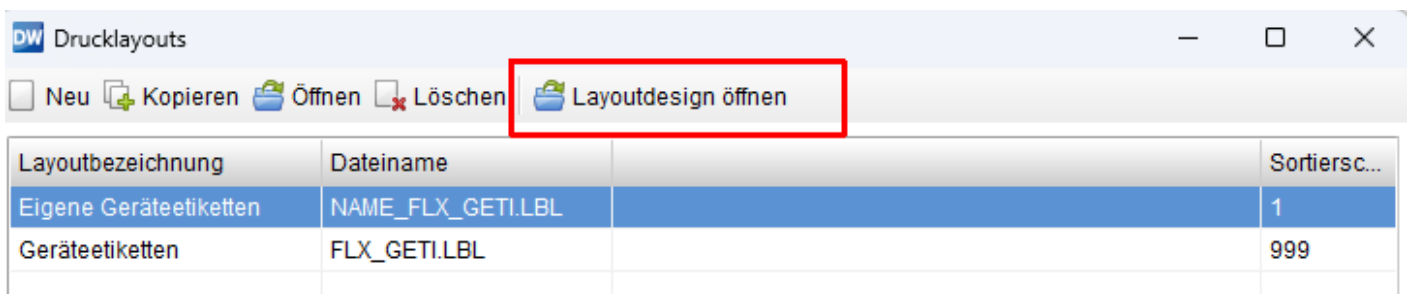 DW Drucklayouts
Neu Kopieren Öffnen Löschen Layoutdesign öffnen
Layoutbezeichnung Dateiname Sortiersc...
Eigene Geräteetiketten NAME_FLX_GETI.LBL 1
Geräteetiketten FLX_GETI.LBL 999